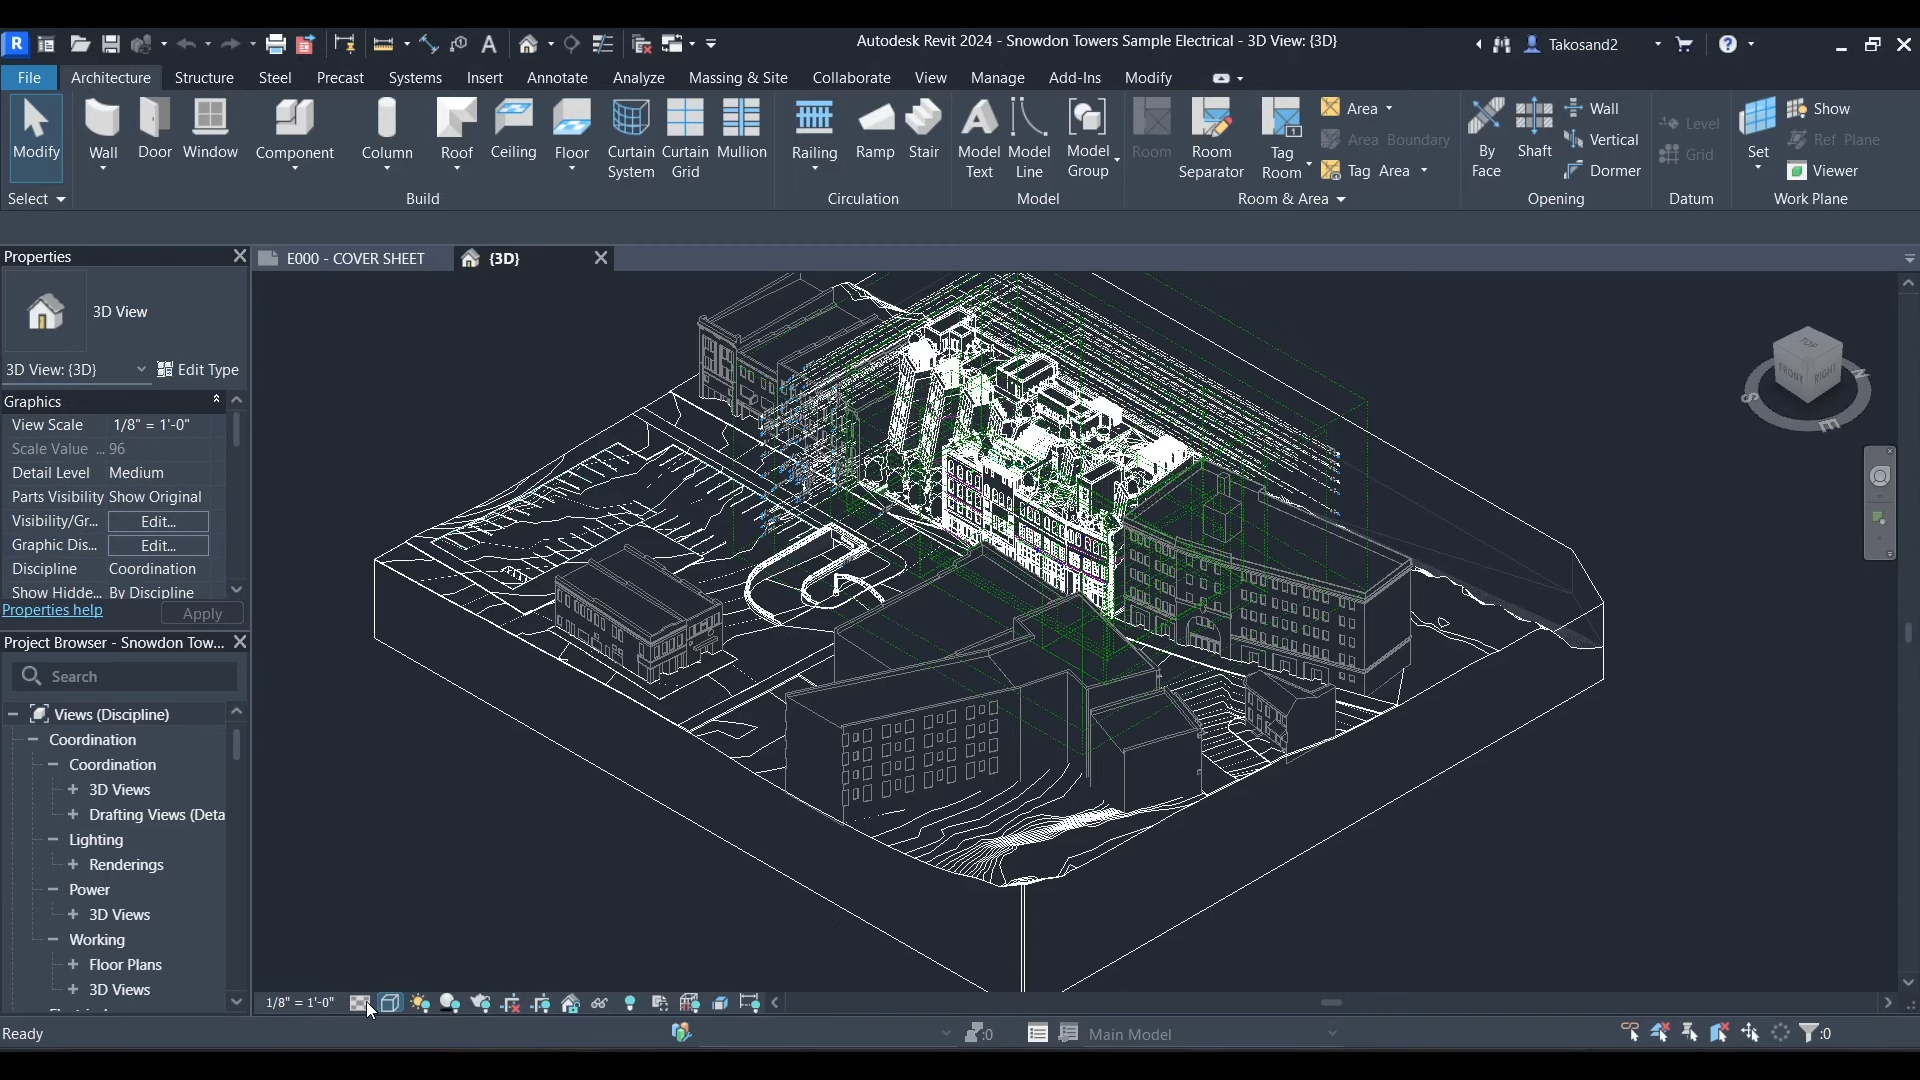 R
A
Autodesk Revit 2024 - Snowdon Towers Sample Electrical - 3D View: {3D}
Takosand2
?
File Architecture Structure Steel Precast Systems Insert Annotate Analyze Massing & Site Collaborate View Manage Add-Ins Modify
Modify
Wall
Door
Window
Component
Column
Roof
Ceiling
Floor
Curtain System
Curtain Grid
Mullion
Railing
Ramp
Stair
Model Text
Model Line
Model Group
Room
Room Separator
Tag Room
Area
Area Boundary
Tag Area
By Face
Shaft
Wall
Vertical
Dormer
Level
Grid
Set
Show
Ref Plane
Viewer
Select
Build
Circulation
Model
Room & Area
Opening
Datum
Work Plane
Properties
E000 - COVER SHEET
{3D}
3D View
3D View: {3D}
Edit Type
Graphics
View Scale 1/8" = 1'-0"
Scale Value ... 96
Detail Level Medium
Parts Visibility Show Original
Visibility/Gr... Edit...
Graphic Dis... Edit...
Discipline Coordination
Show Hidde... By Discipline
Properties help Apply
Project Browser - Snowdon Tow...
Search
Views (Discipline)
Coordination
Coordination
3D Views
Drafting Views (Deta
Lighting
Renderings
Power
3D Views
Working
Floor Plans
3D Views
TOP
FRONT
RIGHT
S
N
E
1/8" = 1'-0"
Ready
:0
Main Model
:0